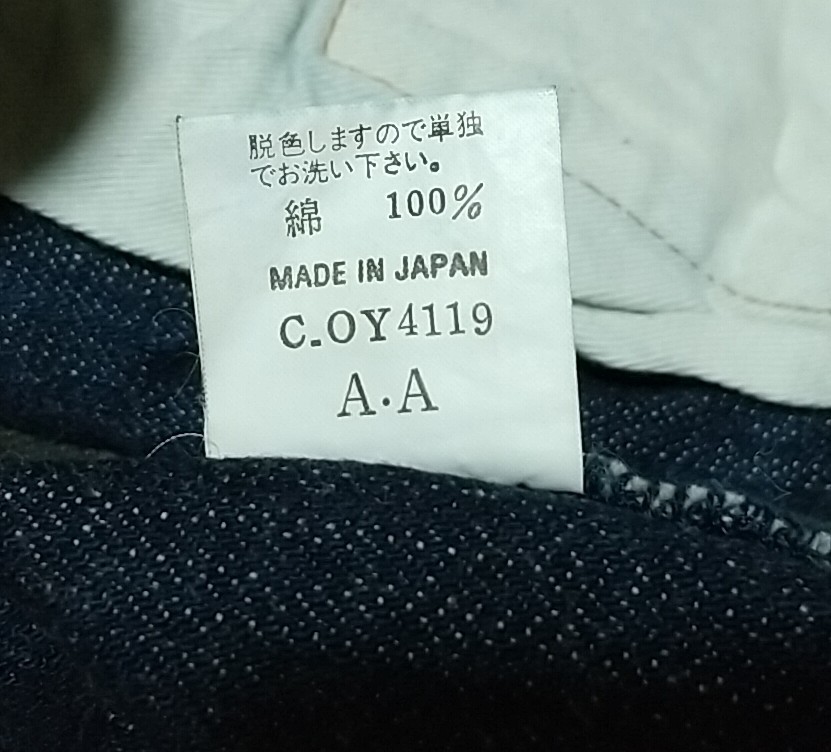 脱色しますので単独
でお洗い下さい。
綿 100%
MADE IN JAPAN
C.OY4119
A·A